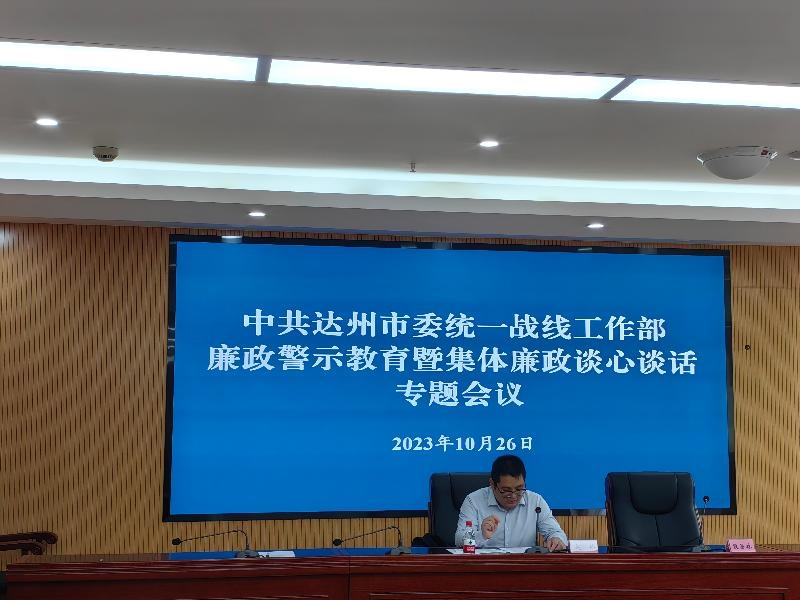 中共达州市委统一战线工作部
廉政警示教育暨集体廉政谈心谈话
专题会议
2023年10月26日